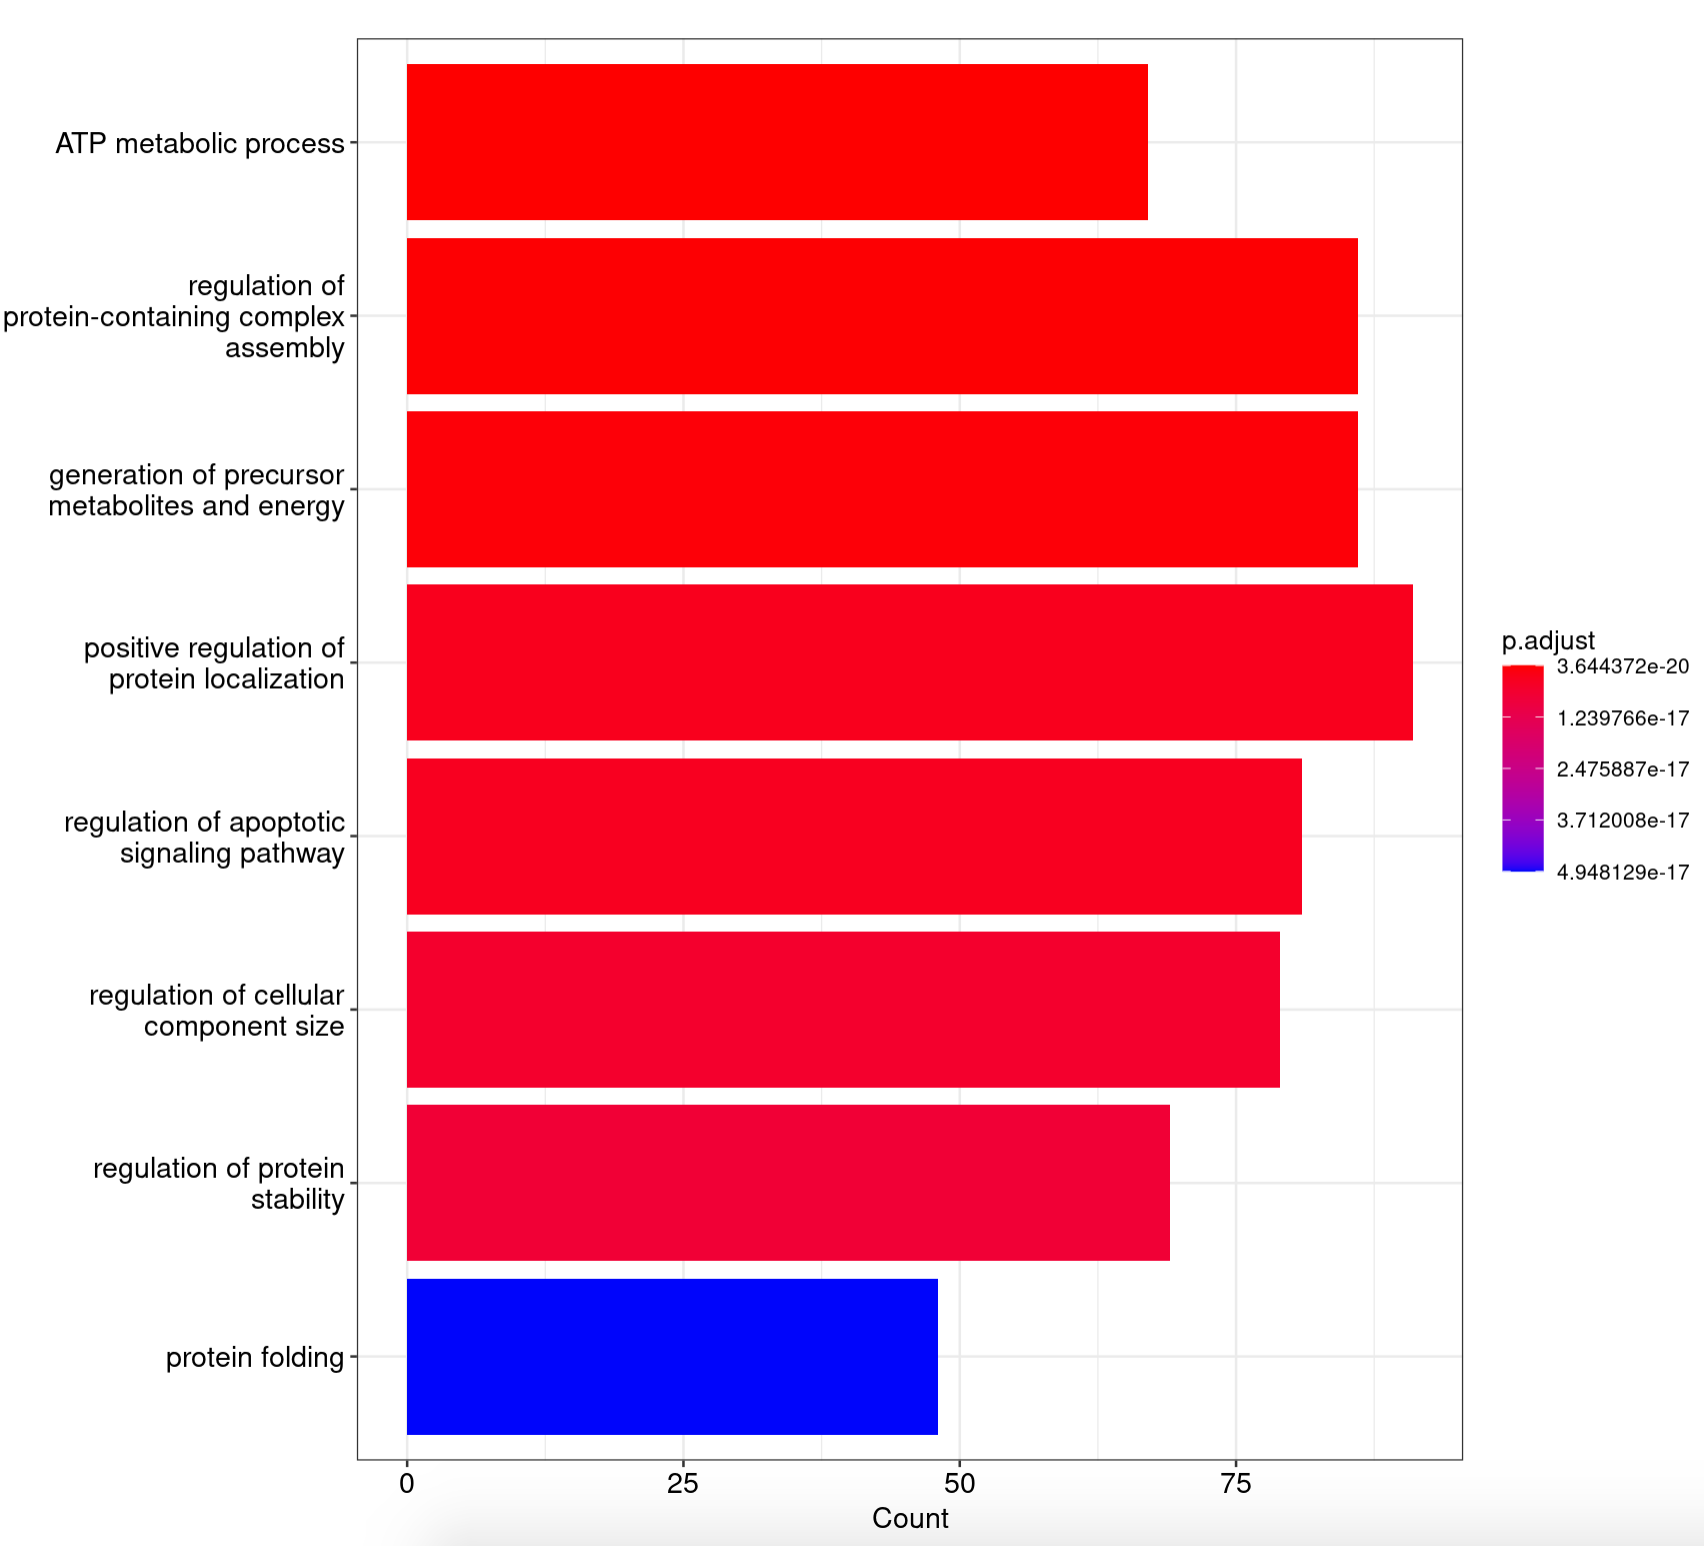 ATP metabolic process
regulation of
protein-containing complex
assembly
generation of precursor
metabolites and energy
positive regulation of
protein localization
regulation of apoptotic
signaling pathway
regulation of cellular
component size
regulation of protein
stability
protein folding
0
25
50
75
Count
p.adjust
3.644372e-20
1.239766e-17
2.475887e-17
3.712008e-17
4.948129e-17